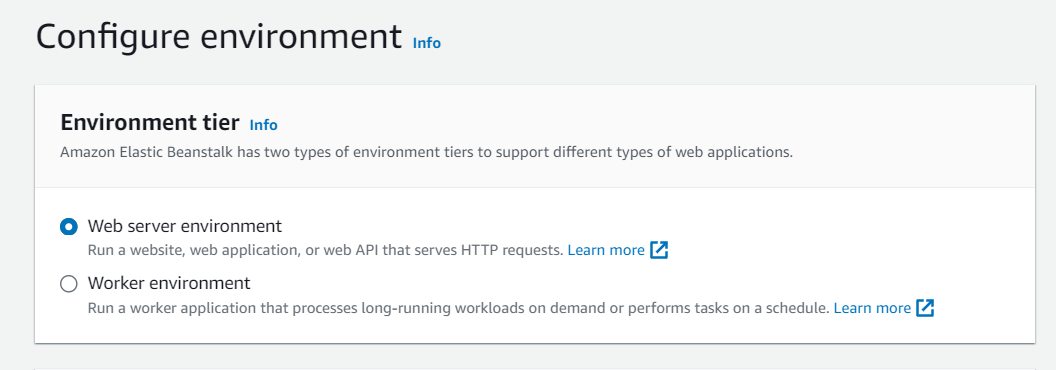 Configure environment Info
Environment tier Info
Amazon Elastic Beanstalk has two types of environment tiers to support different types of web applications.
Web server environment
Run a website, web application, or web API that serves HTTP requests. Learn more
Worker environment
Run a worker application that processes long-running workloads on demand or performs tasks on a schedule. Learn more